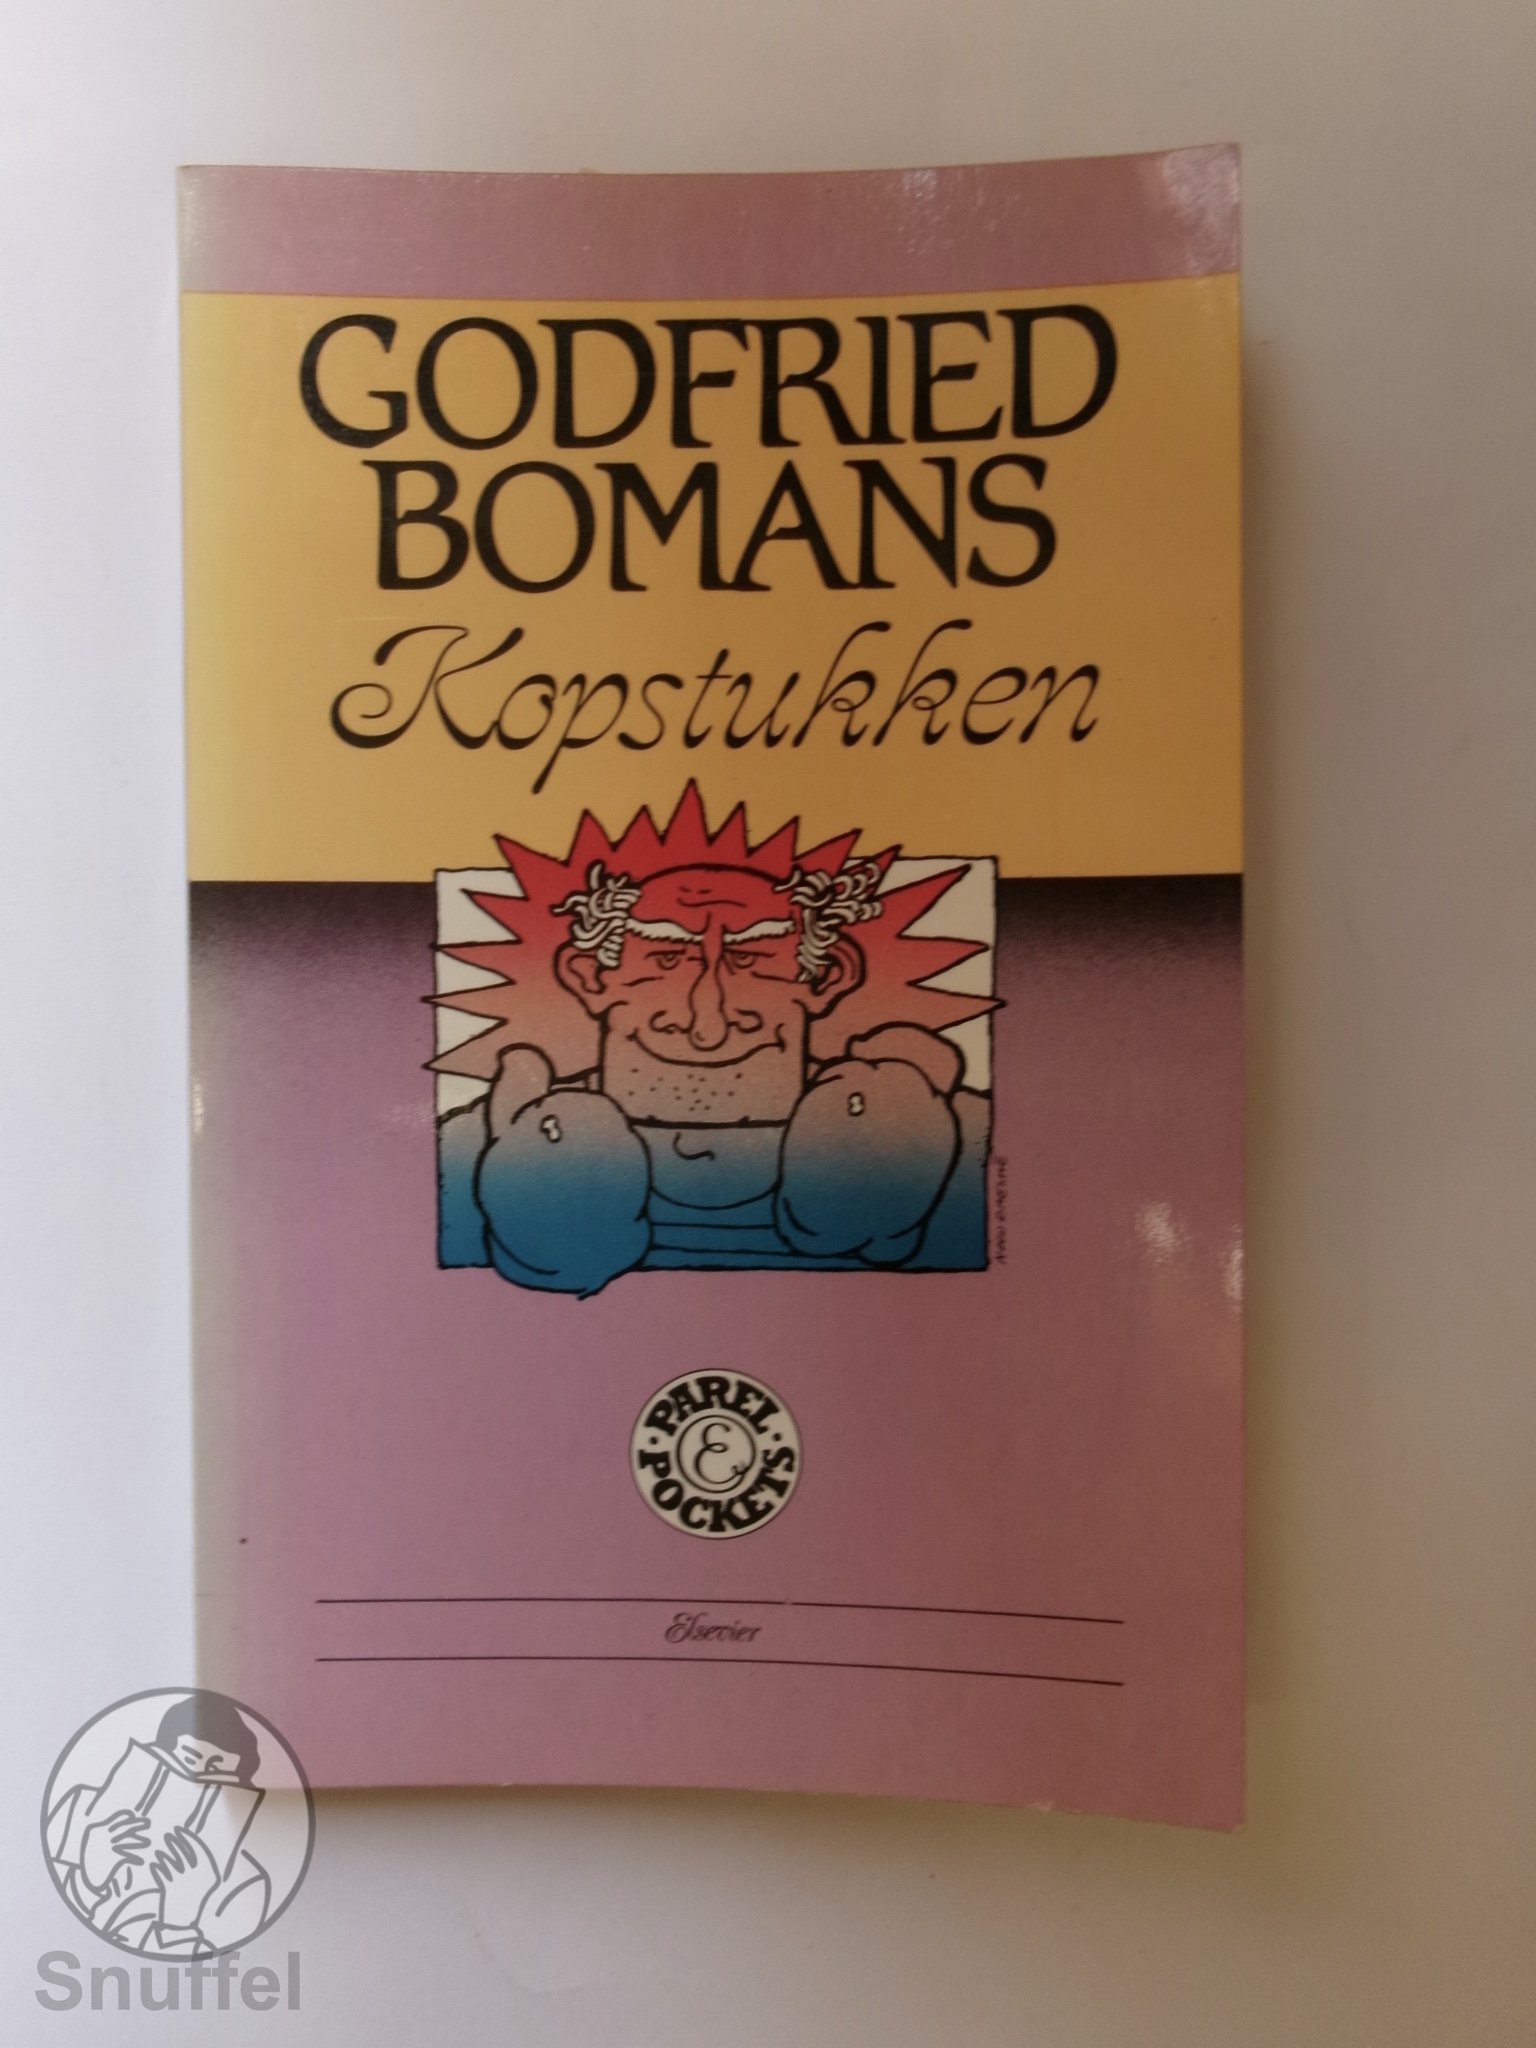 GODFRIED
BOMANS
Kopstukken
PAREL
E
POCKETS
Elsevier
Snuffel